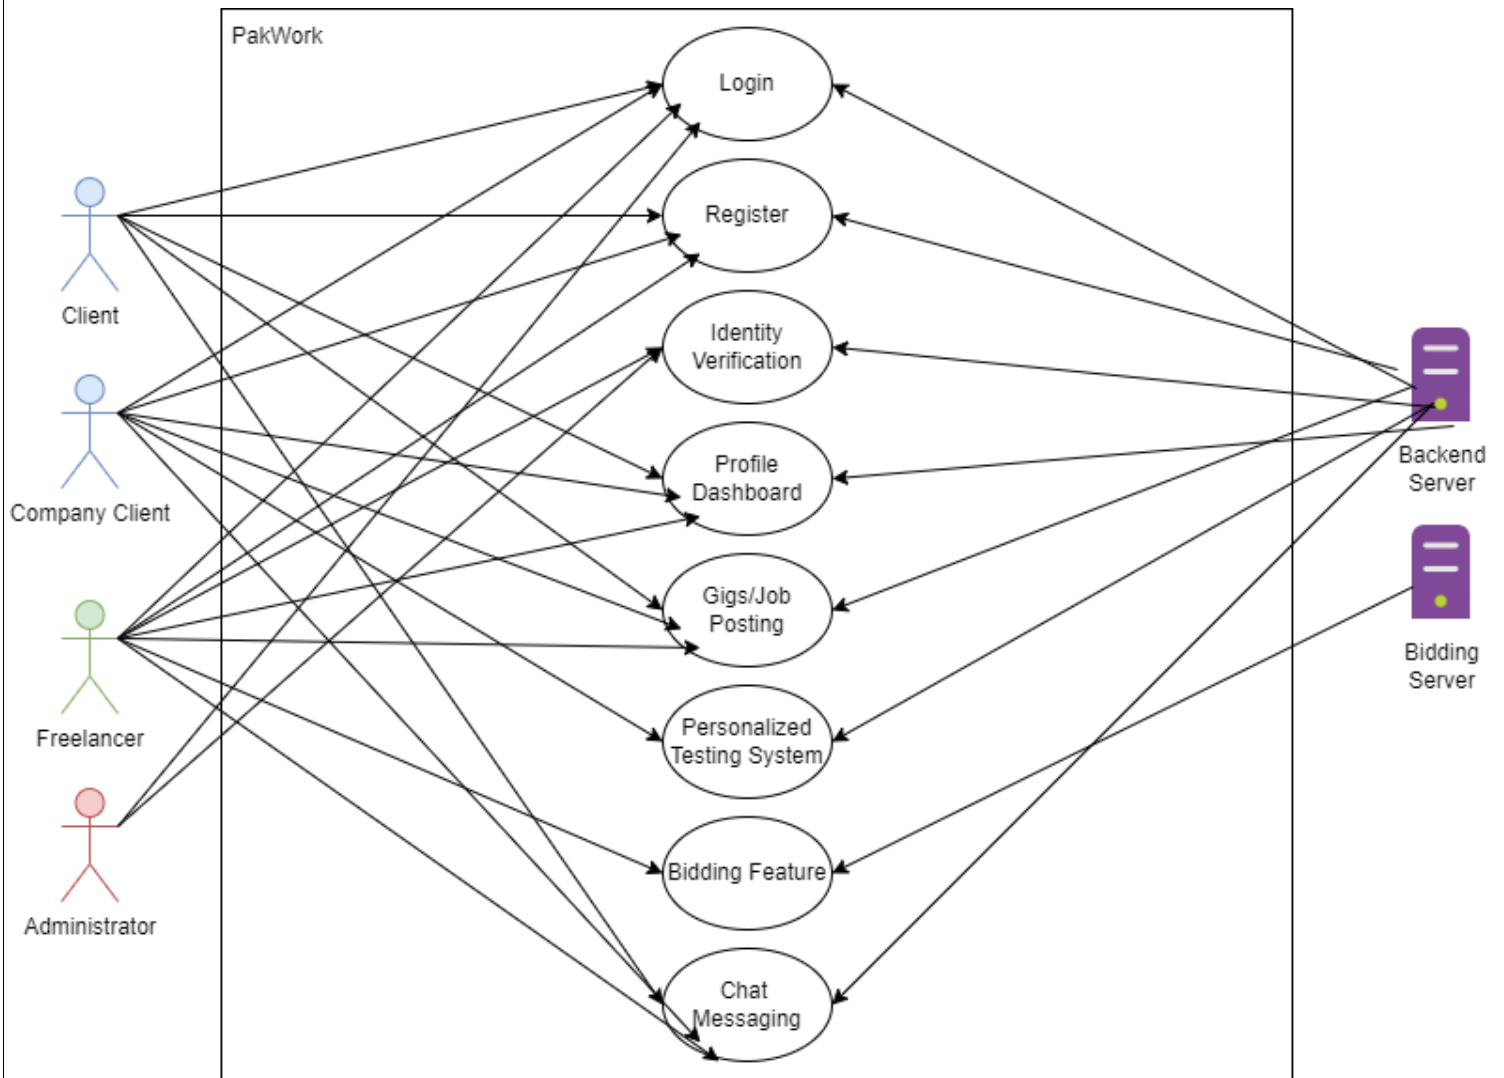 PakWork
Login
Register
Identity
Verification
Profile
Dashboard
Gigs/Job
Posting
Personalized
Testing System
Bidding Feature
Chat
Messaging
Client
Company Client
Freelancer
Administrator
Backend
Server
Bidding
Server